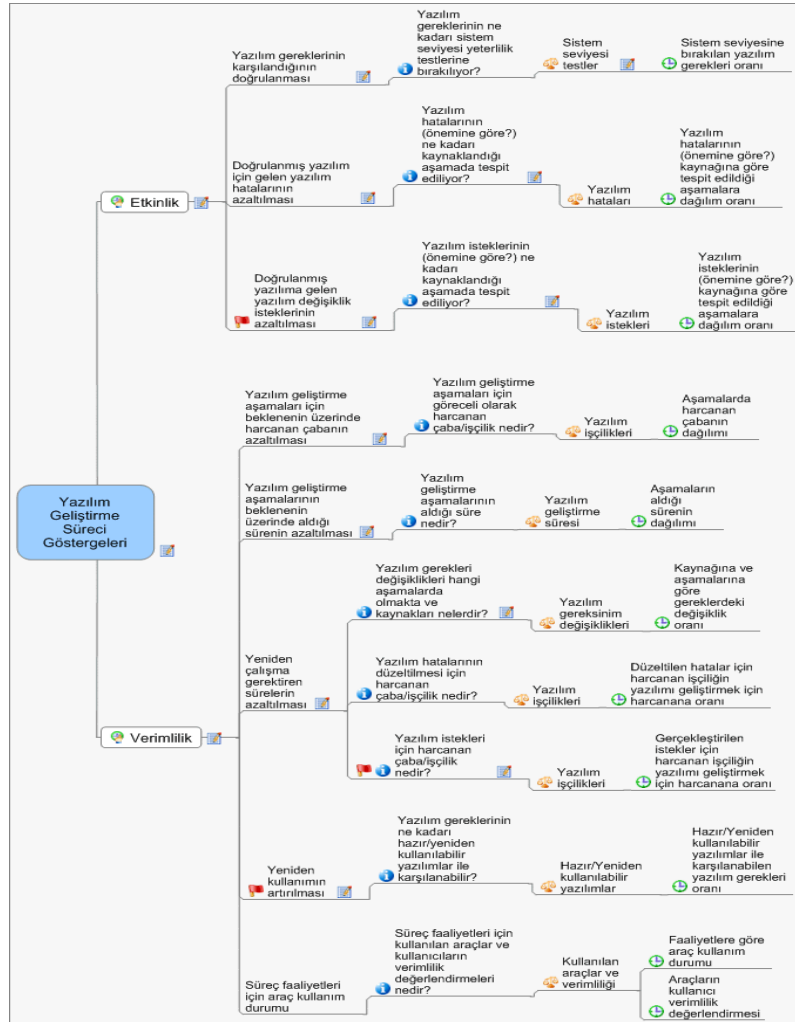 Yazılım gereklerinin
karşılandığının
doğrulanması
Yazılım
gereklerinin ne
kadarı sistem
seviyesi yeterlilik
testlerine
bırakılıyor?
Sistem
seviyesi
testler
Sistem seviyesine
bırakılan yazılım
gerekleri oranı
Etkinlik
Doğrulanmış yazılım
için gelen yazılım
hatalarının
azaltılması
Yazılım
hatalarının
(önemine göre?)
ne kadarı
kaynaklandığı
aşamada tespit
ediliyor?
Yazılım
hataları
Yazılım
hatalarının
(önemine göre?)
kaynağına göre
tespit edildiği
aşamalara
dağılım oranı
Doğrulanmış
yazılıma gelen
yazılım değişiklik
isteklerinin
azaltılması
Yazılım isteklerinin
(önemine göre?) ne
kadarı
kaynaklandığı
aşamada tespit
ediliyor?
Yazılım
istekleri
Yazılım
isteklerinin
(önemine göre?)
kaynağına göre
tespit edildiği
aşamalara
dağılım oranı
Yazılım
Geliştirme
Süreci
Göstergeleri
Verimlilik
Yazılım geliştirme
aşamaları için
beklenenin üzerinde
harcanan çabanın
azaltılması
Yazılım geliştirme
aşamaları için
göreceli olarak
harcanan
çaba/işçilik nedir?
Yazılım
işçilikleri
Aşamalarda
harcanan
çabanın
dağılımı
Yazılım geliştirme
aşamalarının
beklenenin
üzerinde aldığı
sürenin azaltılması
Yazılım
geliştirme
aşamalarının
aldığı süre
nedir?
Yazılım
geliştirme
süresi
Aşamaların
aldığı
sürenin
dağılımı
Yeniden
çalışma
gerektiren
sürelerin
azaltılması
Yazılım gerekleri
değişiklikleri hangi
aşamalarda
olmakta ve
kaynakları nelerdir?
Yazılım
gereksinim
değişiklikleri
Kaynağına ve
aşamalarına
göre
gereklerdeki
değişiklik
oranı
Yazılım hatalarının
düzeltilmesi için
harcanan
çaba/işçilik nedir?
Yazılım
işçilikleri
Düzeltilen hatalar için
harcanan işçiliğin
yazılımı geliştirmek için
harcanana oranı
Yazılım istekleri
için harcanan
çaba/işçilik
nedir?
Yazılım
işçilikleri
Gerçekleştirilen
istekler için
harcanan işçiliğin
yazılımı geliştirmek
için harcanana oranı
Yeniden
kullanımın
artırılması
Yazılım gereklerinin
ne kadarı
hazır/yeniden
kullanılabilir
yazılımlar ile
karşılanabilir?
Hazır/Yeniden
kullanılabilir
yazılımlar
Hazır/Yeniden
kullanılabilir
yazılımlar ile
karşılanabilen
yazılım gerekleri
oranı
Süreç faaliyetleri
için araç kullanım
durumu
Süreç faaliyetleri için
kullanılan araçlar ve
kullanıcıların
verimlilik
değerlendirmeleri
nedir?
Kullanılan
araçlar ve
verimliliği
Faaliyetlere göre
araç kullanım
durumu
Araçların
kullanıcı
verimlilik
değerlendirmesi